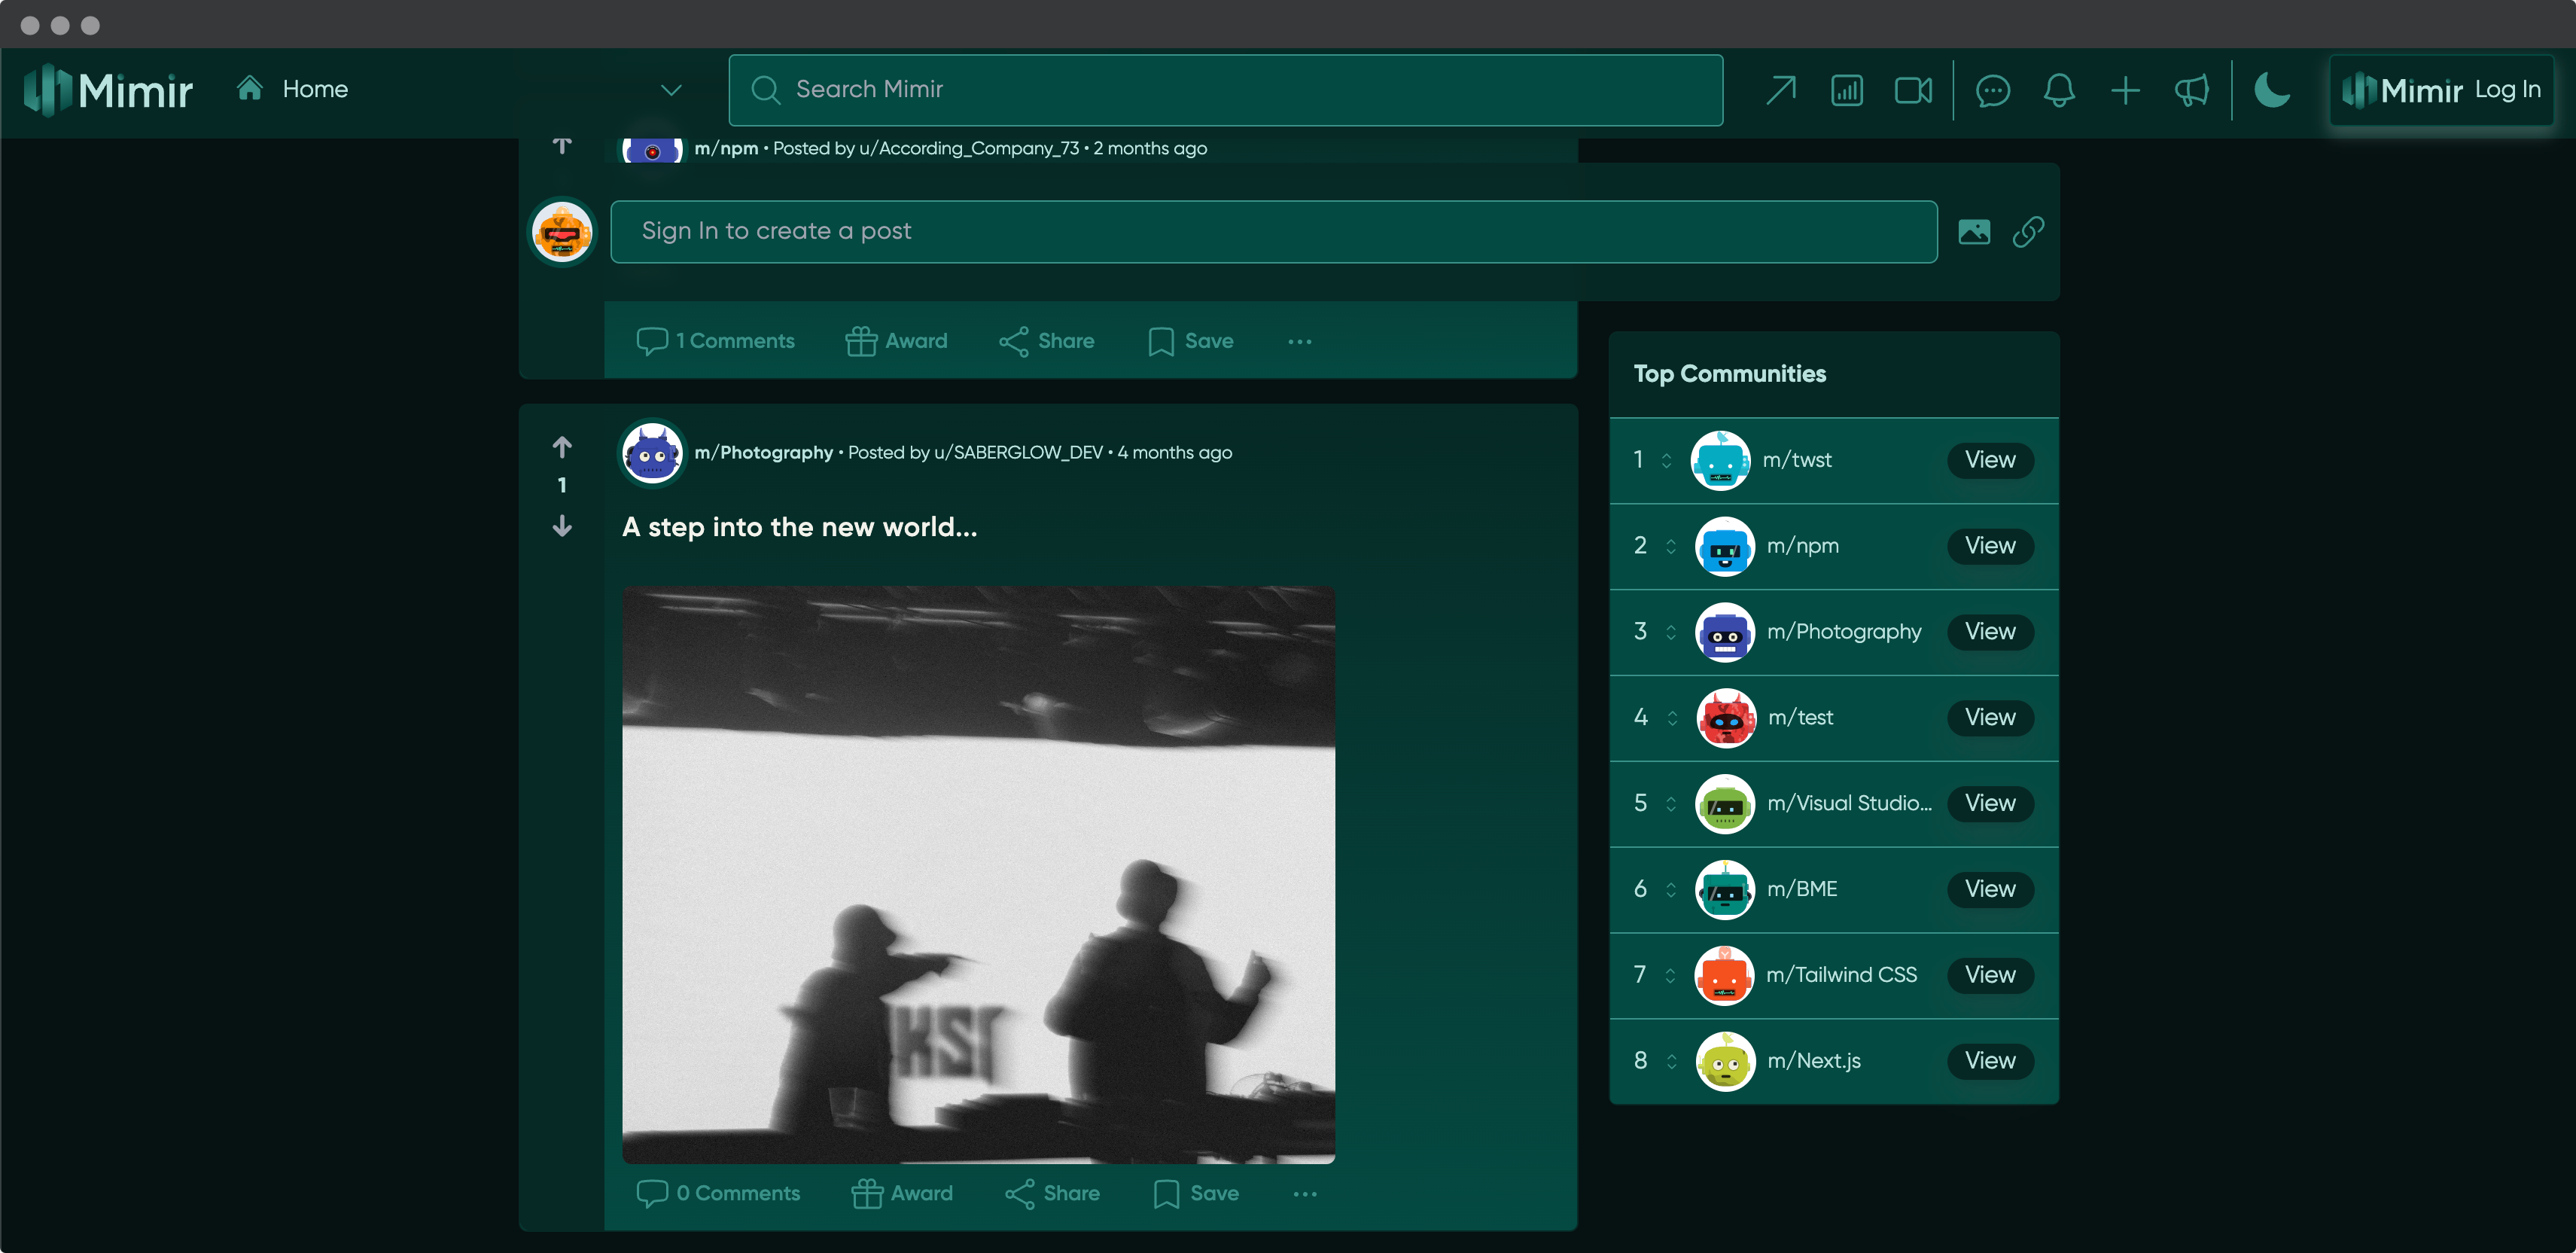 Mimir
Home
Search Mimir
Mimir Log In
m/npm • Posted by u/According_Company_73 • 2 months ago
Sign In to create a post
1 Comments
Award
Share
Save
1
m/Photography • Posted by u/SABERGLOW_DEV • 4 months ago
A step into the new world...
KSI
0 Comments
Award
Share
Save
Top Communities
1 m/twst View
2 m/npm View
3 m/Photography View
4 m/test View
5 m/Visual Studio... View
6 m/BME View
7 m/Tailwind CSS View
8 m/Next.js View